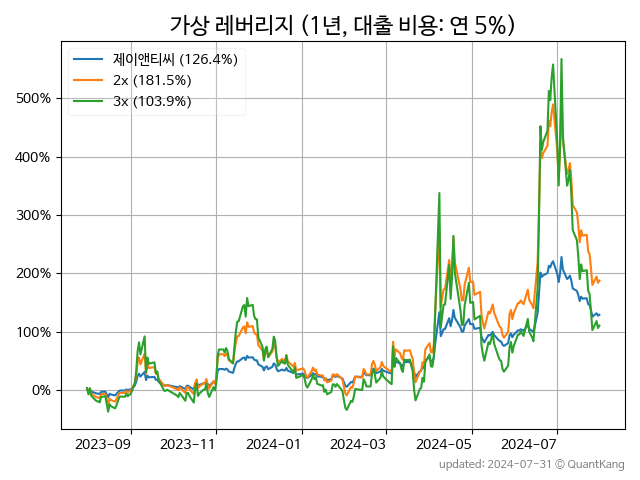 가상 레버리지 (1년, 대출 비용: 연 5%)
제이앤티씨 (126.4%)
2x (181.5%)
3x (103.9%)
500%
400%
300%
200%
100%
0%
2023-09 2023-11 2024-01 2024-03 2024-05 2024-07
updated: 2024-07-31 © QuantKang